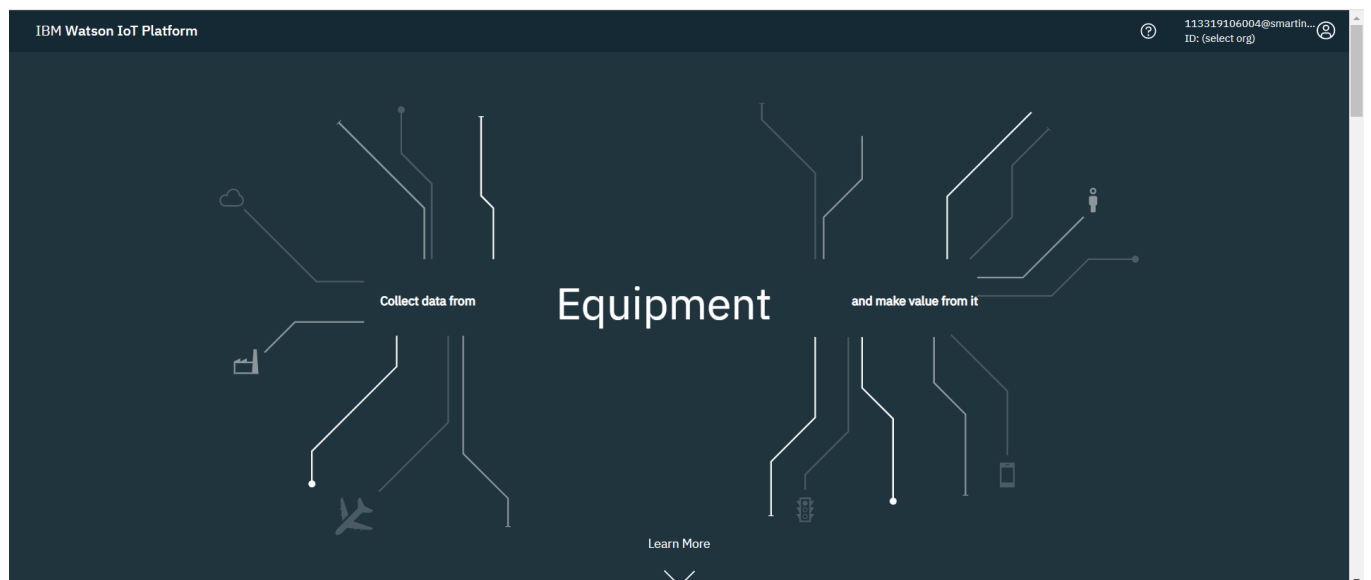 IBM Watson IoT Platform
113319106004@smartin...
ID: (select org)
Collect data from
Equipment
and make value from it
Learn More